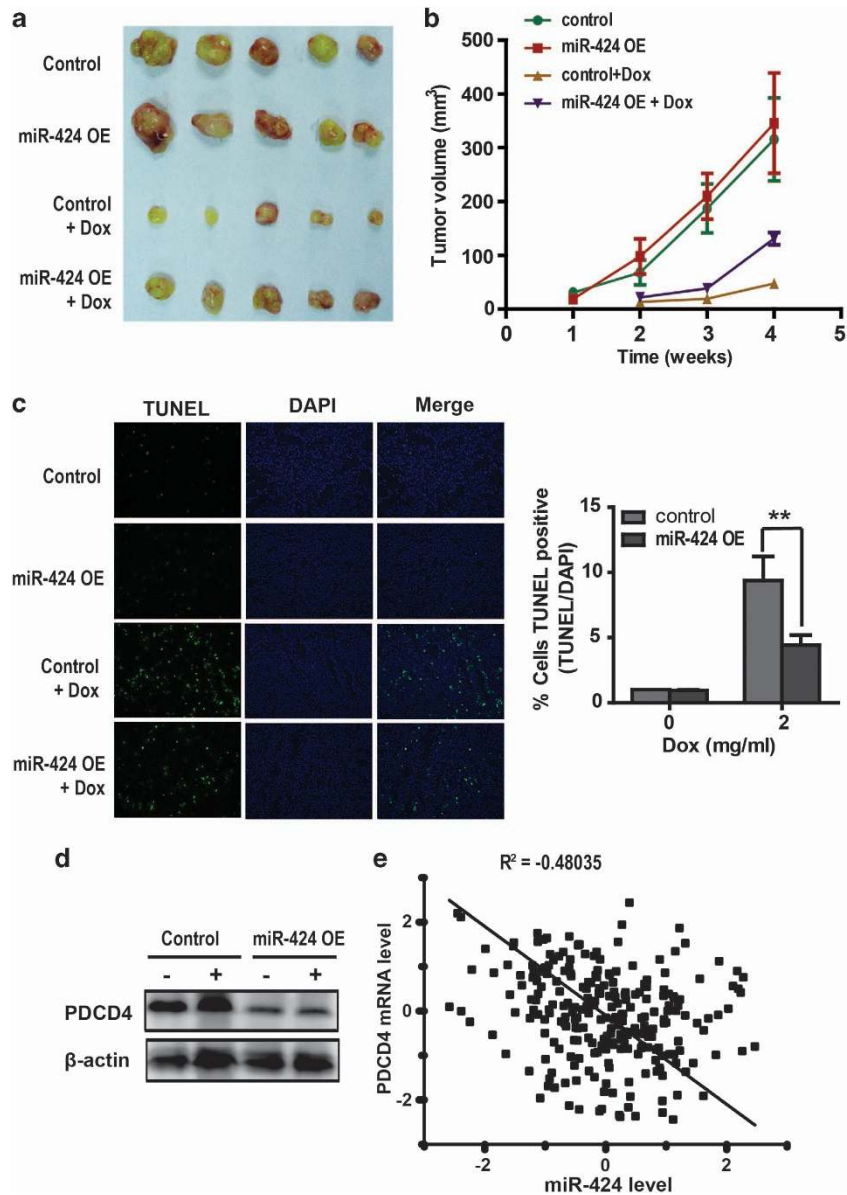 a
Control
miR-424 OE
Control
+ Dox
miR-424 OE
+ Dox
b
control
miR-424 OE
control+Dox
miR-424 OE + Dox
Tumor volume (mm³)
500
400
300
200
100
0
0 1 2 3 4 5
Time (weeks)
c
TUNEL DAPI Merge
Control
miR-424 OE
Control
+ Dox
miR-424 OE
+ Dox
% Cells TUNEL positive
(TUNEL/DAPI)
15
10
5
0
control
miR-424 OE
**
0 2
Dox (mg/ml)
d
Control miR-424 OE
- + - +
PDCD4
β-actin
e
R² = -0.48035
PDCD4 mRNA level
2
0
-2
-2 0 2
miR-424 level